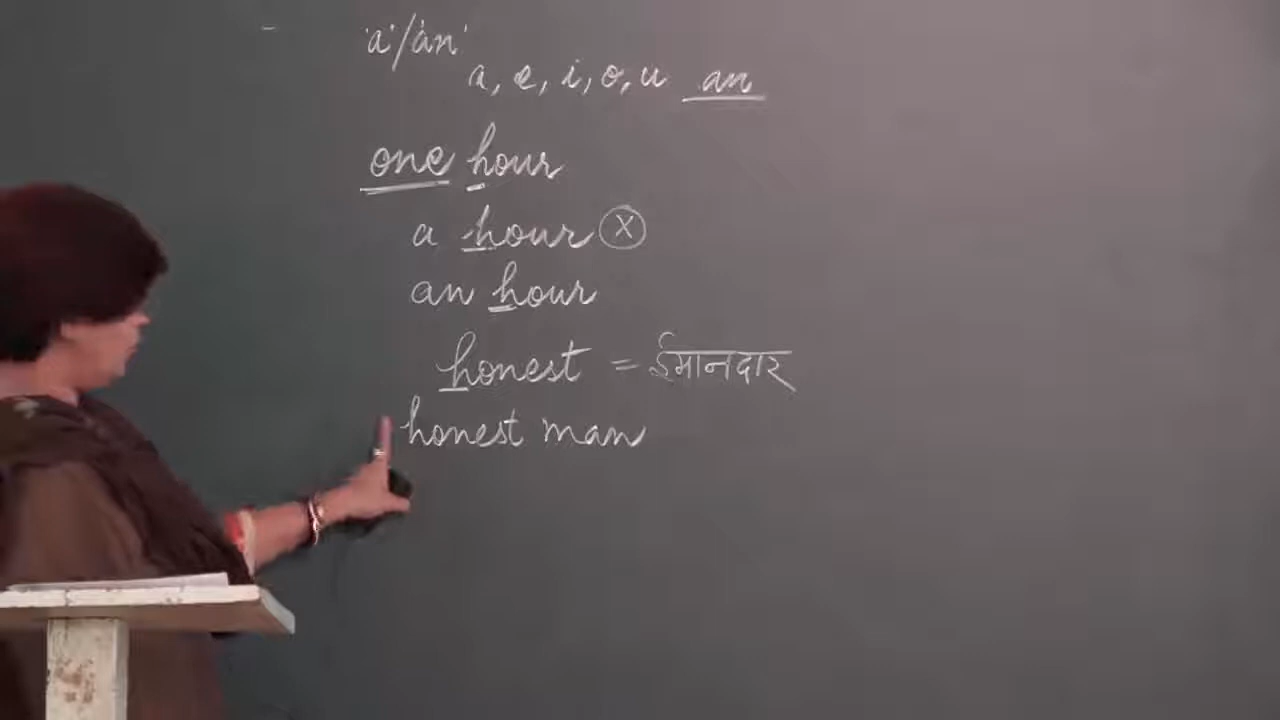 'a'/'an'
a, e, i, o, u an
one hour
a hour X
an hour
honest = ईमानदार
honest man